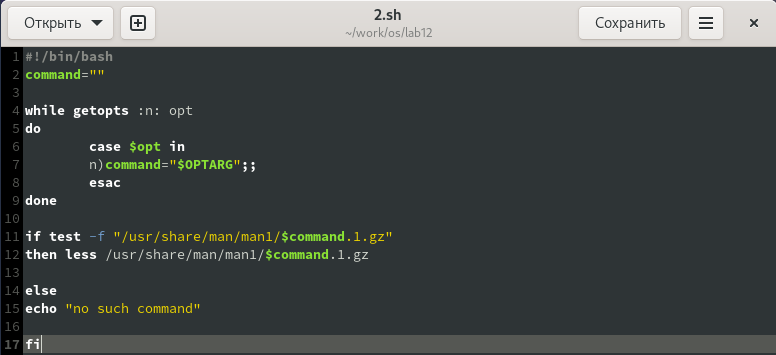 Открыть
2.sh
~/work/os/lab12
Сохранить
1 #!/bin/bash
2 command=""
3
4 while getopts :n: opt
5 do
6         case $opt in
7         n)command="$OPTARG";;
8         esac
9 done
10
11 if test -f "/usr/share/man/man1/$command.1.gz"
12 then less /usr/share/man/man1/$command.1.gz
13
14 else
15 echo "no such command"
16
17 fi